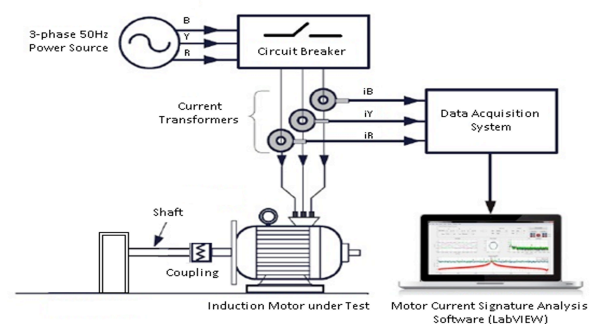 3-phase 50Hz
Power Source
B
Y
R
Circuit Breaker
Current
Transformers
iB
iY
iR
Data Acquisition
System
Shaft
Coupling
Induction Motor under Test
Motor Current Signature Analysis
Software (LabVIEW)